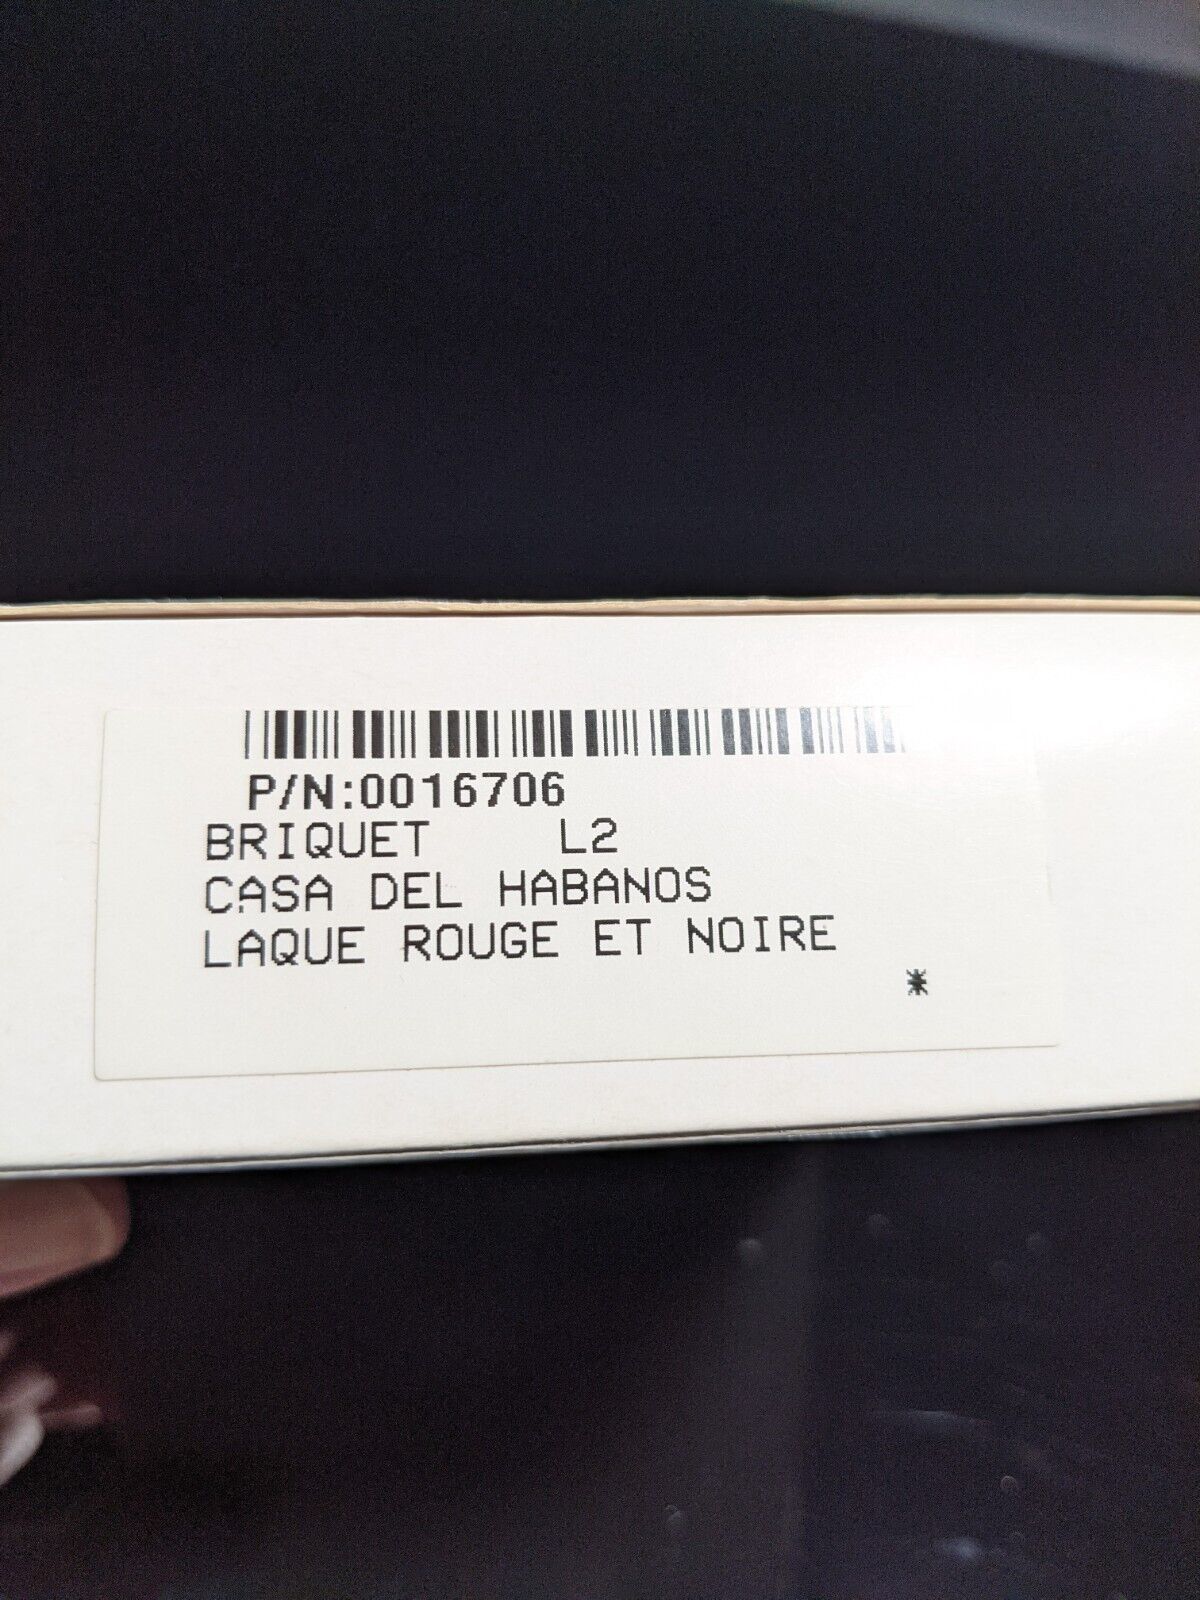 P/N:0016706
BRIQUET L2
CASA DEL HABANOS
LAQUE ROUGE ET NOIRE
*